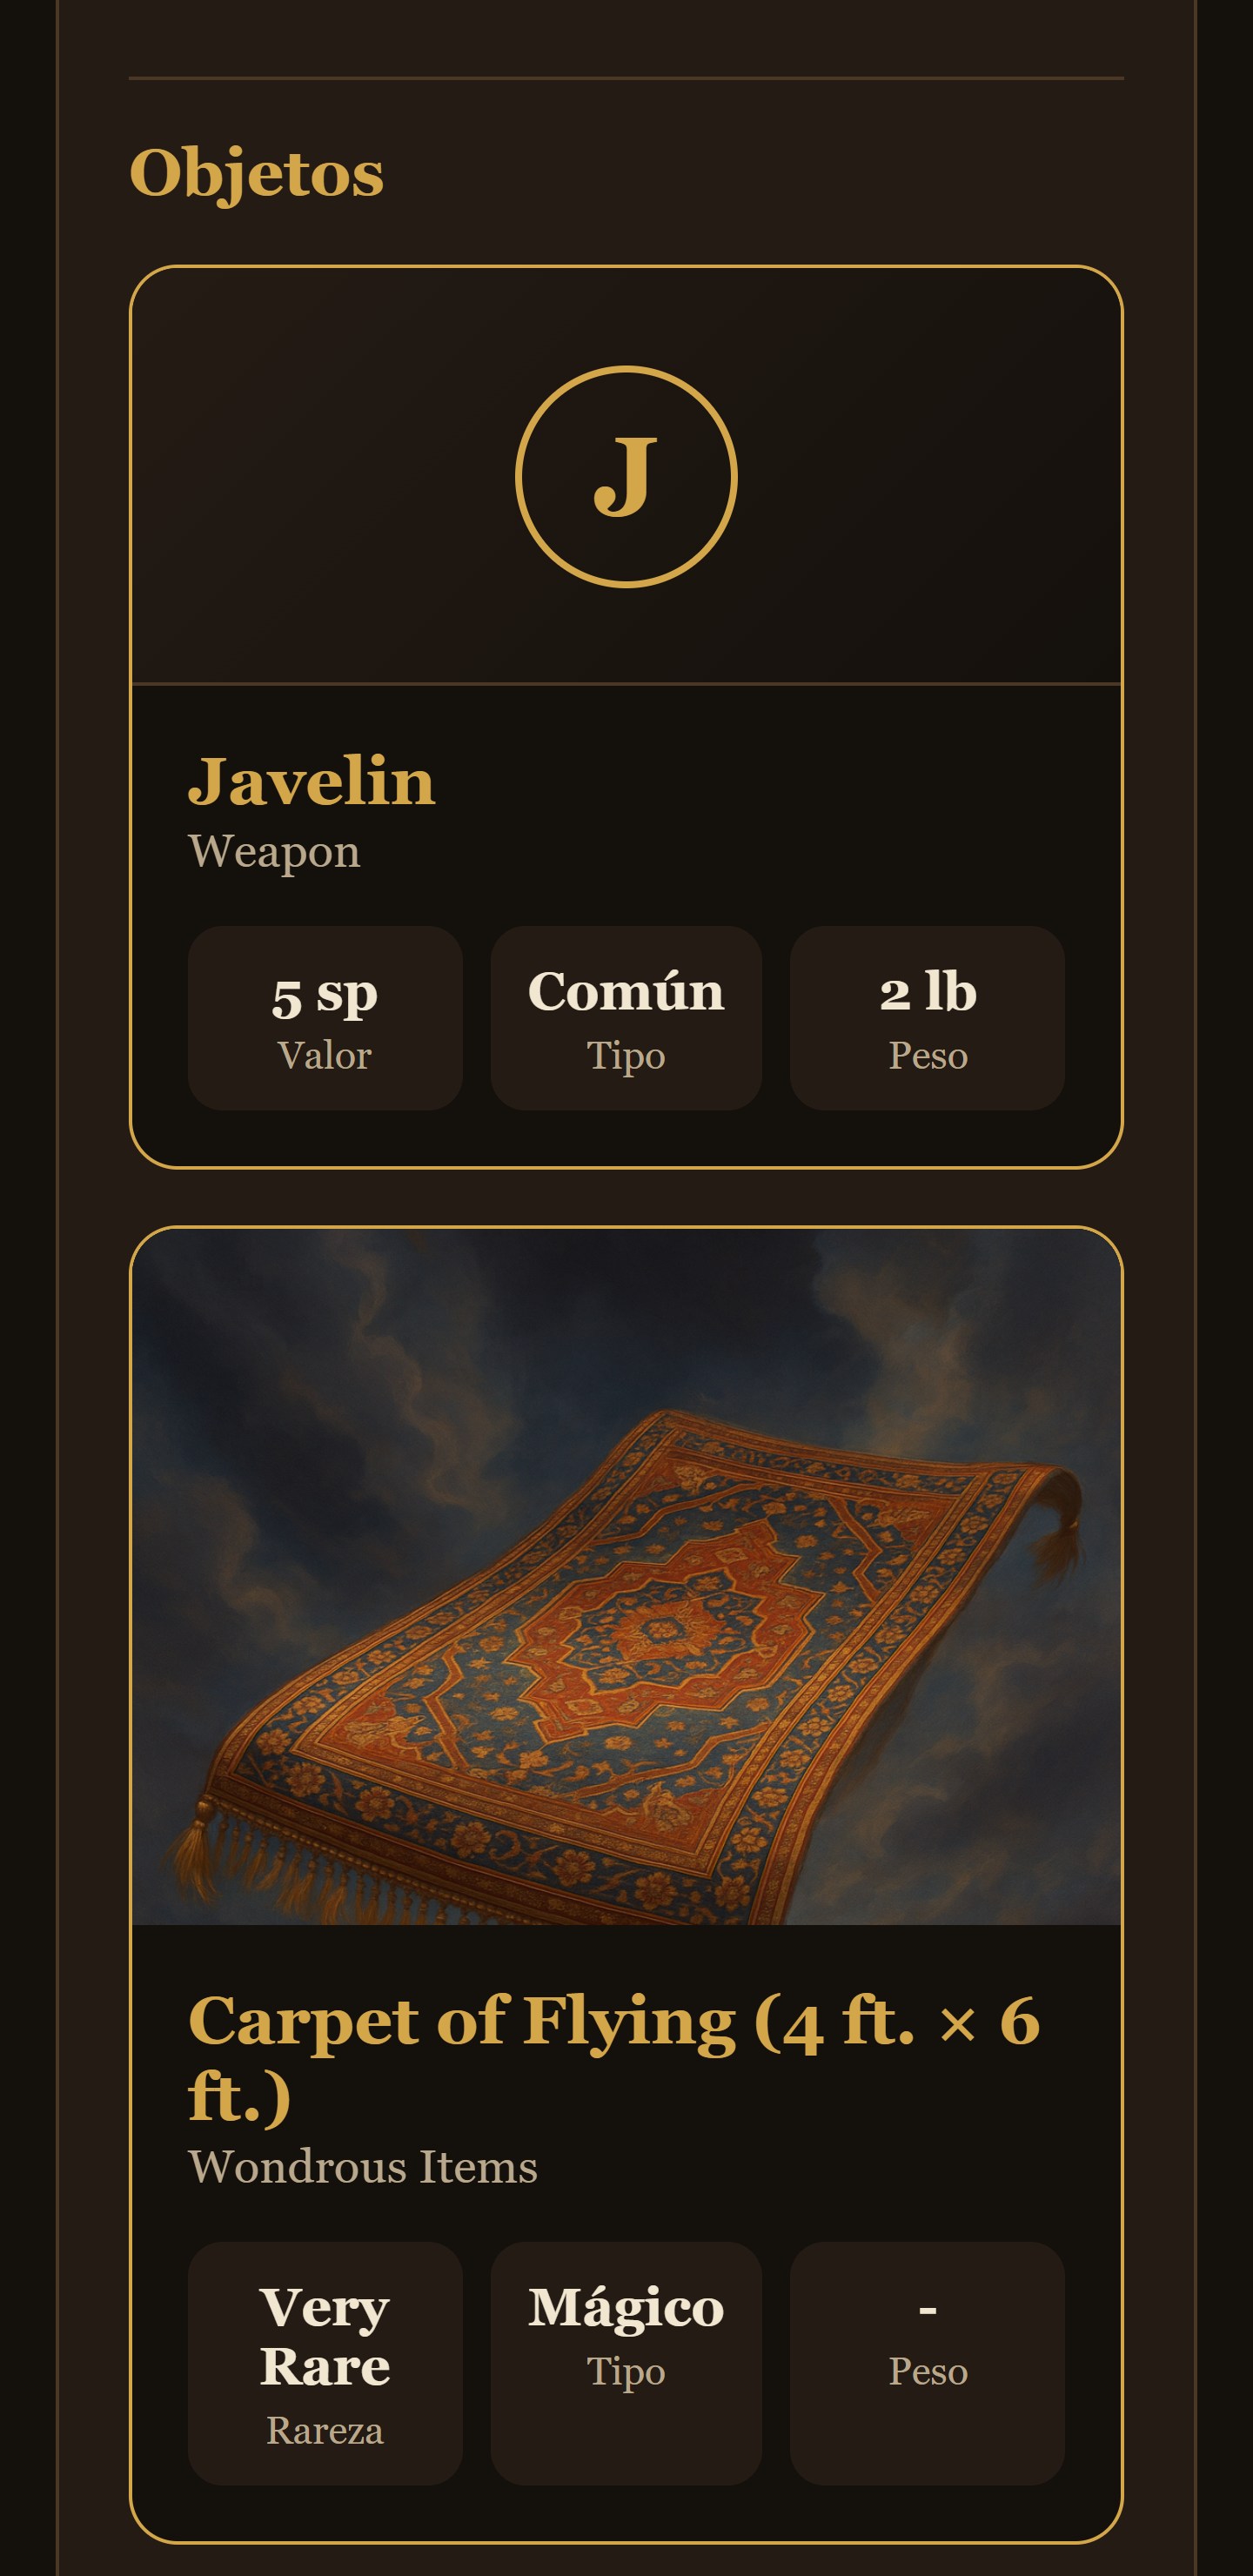 Objetos
J
Javelin
Weapon
5 sp
Común
2 lb
Valor
Tipo
Peso
Carpet of Flying (4 ft. × 6
ft.)
Wondrous Items
Very
Rare
Rareza
Mágico
Tipo
-
Peso